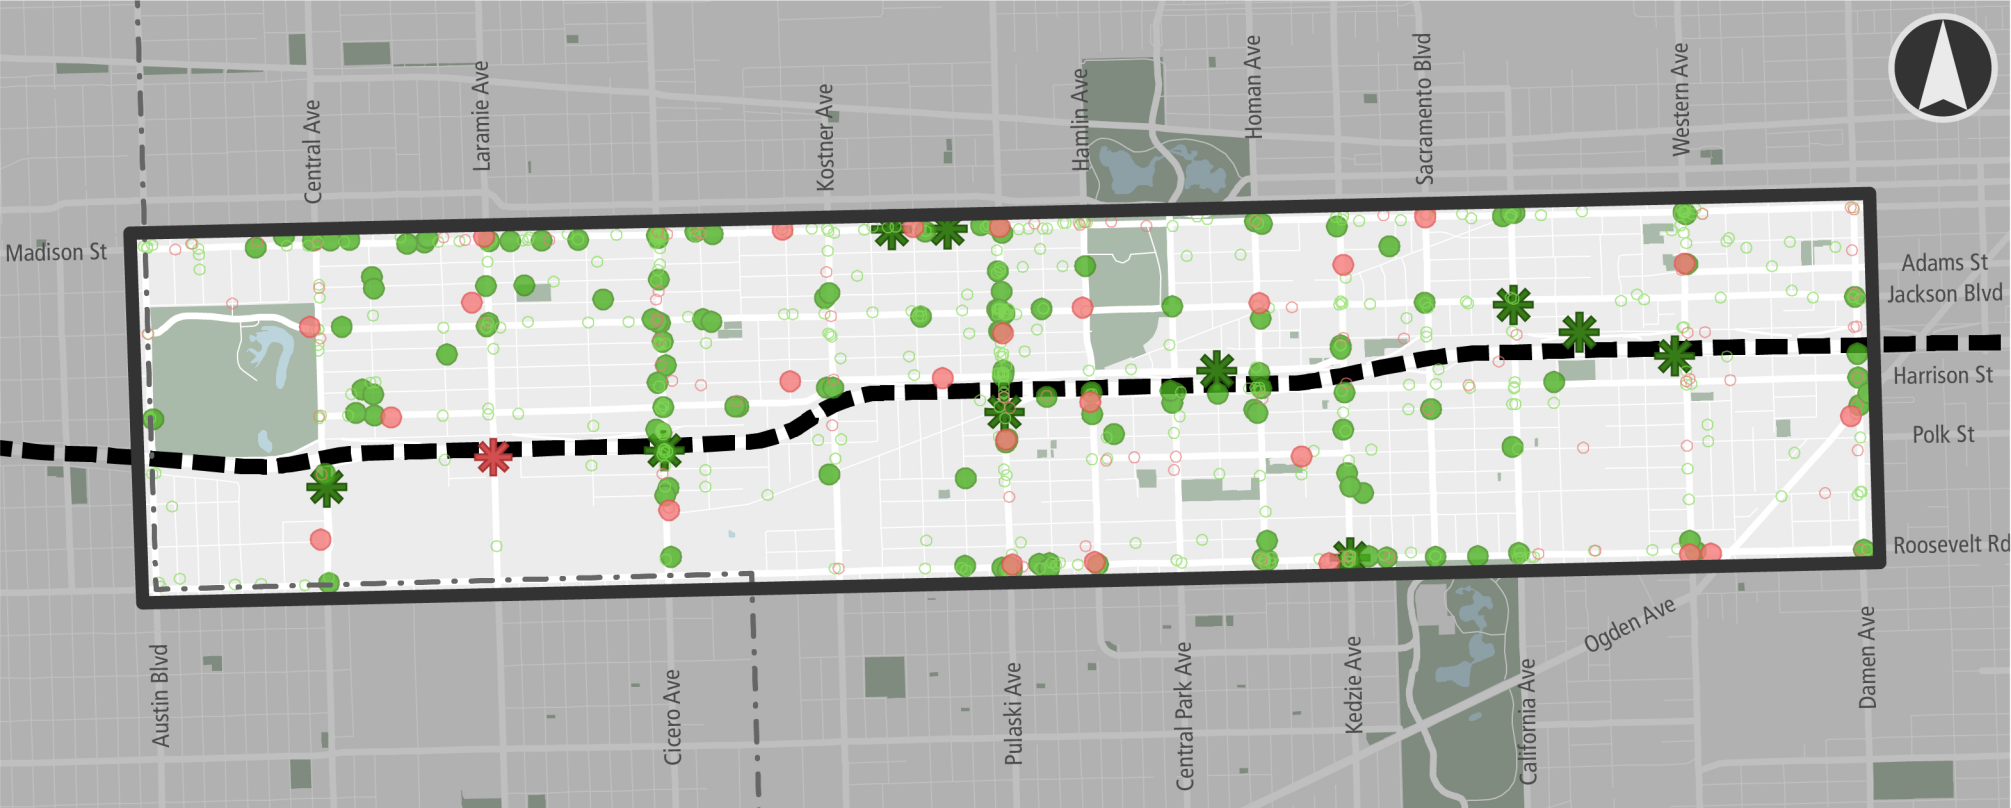 Central Ave
Laramie Ave
Kostner Ave
Hamlin Ave
Homan Ave
Sacramento Blvd
Western Ave
Madison St
Adams St
Jackson Blvd
Harrison St
Polk St
Roosevelt Rd
Austin Blvd
Cicero Ave
Pulaski Ave
Central Park Ave
Kedzie Ave
California Ave
Ogden Ave
Damen Ave